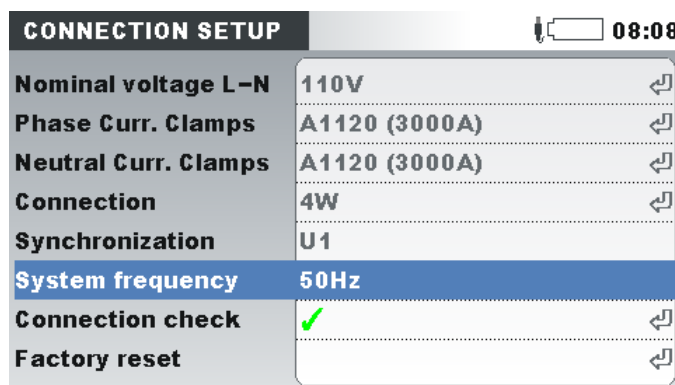 CONNECTION SETUP 08:08
Nominal voltage L-N 110V
Phase Curr. Clamps A1120 (3000A)
Neutral Curr. Clamps A1120 (3000A)
Connection 4W
Synchronization U1
System frequency 50Hz
Connection check
Factory reset